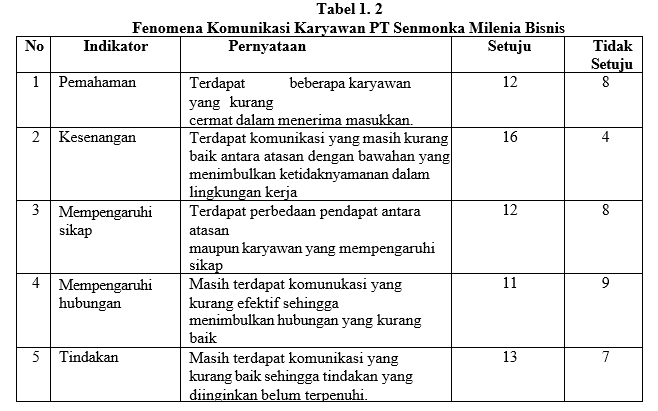 Tabel 1. 2
Fenomena Komunikasi Karyawan PT Senmonka Milenia Bisnis
No Indikator Pernyataan Setuju Tidak
Setuju
1 Pemahaman Terdapat beberapa karyawan 12 8
yang kurang
cermat dalam menerima masukkan.
2 Kesenangan Terdapat komunikasi yang masih kurang 16 4
baik antara atasan dengan bawahan yang
menimbulkan ketidaknyamanan dalam
lingkungan kerja
3 Mempengaruhi Terdapat perbedaan pendapat antara 12 8
sikap atasan
maupun karyawan yang mempengaruhi
sikap
4 Mempengaruhi Masih terdapat komunukasi yang 11 9
hubungan kurang efektif sehingga
menimbulkan hubungan yang kurang
baik
5 Tindakan Masih terdapat komunikasi yang 13 7
kurang baik sehingga tindakan yang
diinginkan belum terpenuhi.